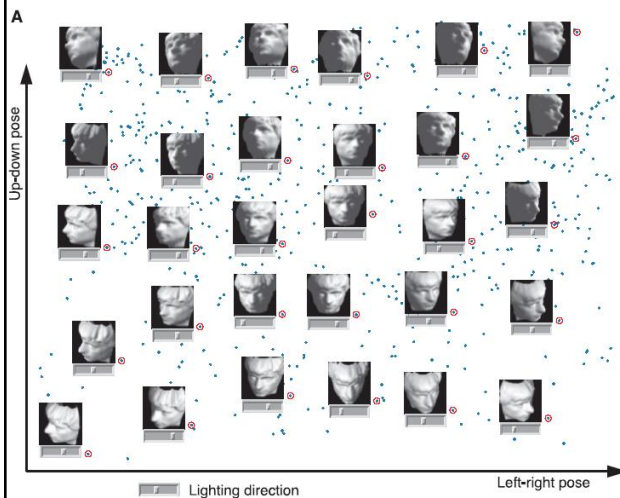 A
Up-down pose
Left-right pose
Lighting direction